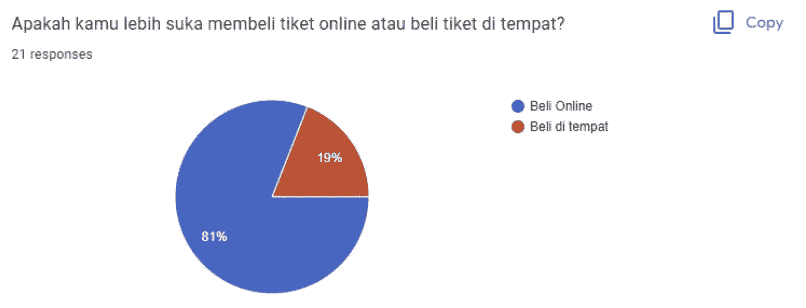 Apakah kamu lebih suka membeli tiket online atau beli tiket di tempat?
Copy
21 responses
Beli Online
Beli di tempat
19%
81%